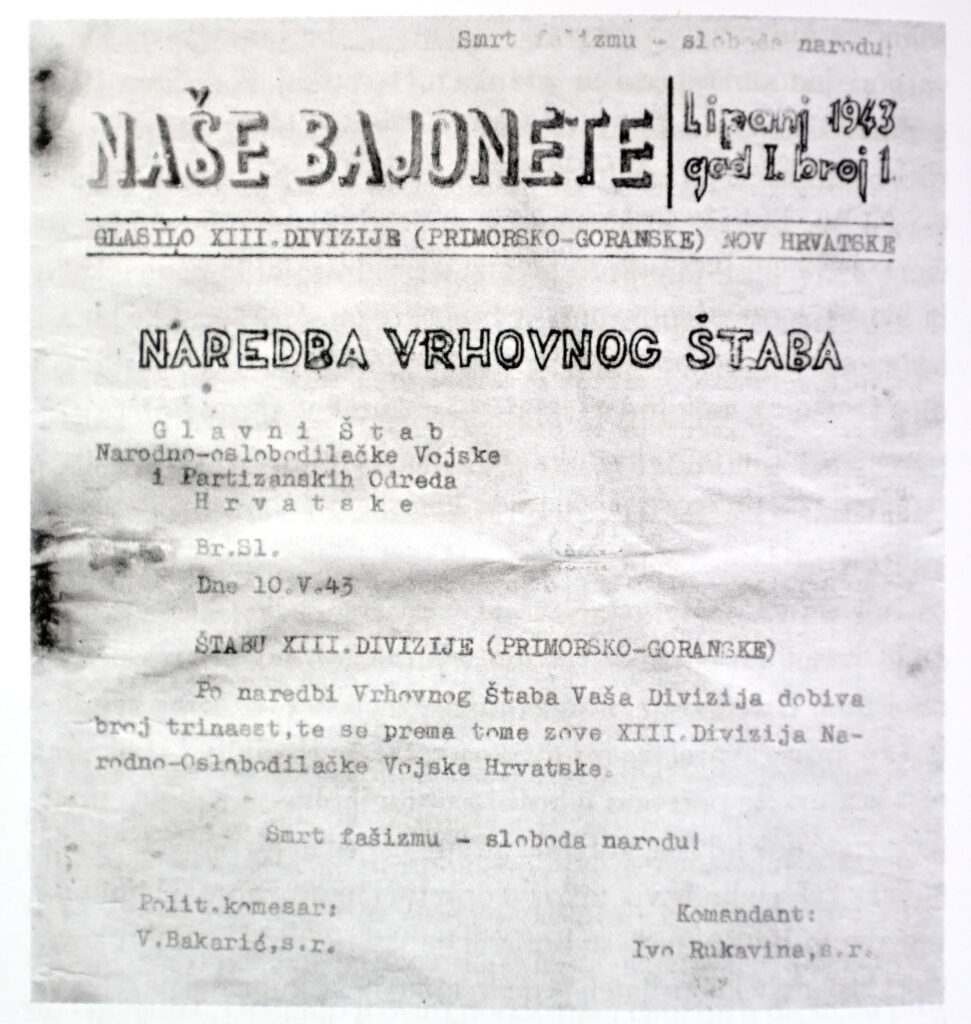 Smrt fašizmu - sloboda narodu!
NAŠE BAJONETE
Lipanj 1943
god I. broj 1.
GLASILO XIII.DIVIZIJE (PRIMORSKO-GORANSKE) NOV HRVATSKE
NAREDBA VRHOVNOG ŠTABA
Glavni Štab
Narodno-oslobodilačke Vojske
i Partizanskih Odreda
Hrvatske
Br.Sl.
Dne 10.V.43
ŠTABU XIII.DIVIZIJE (PRIMORSKO-GORANSKE)
Po naredbi Vrhovnog Štaba Vaša Divizija dobiva
broj trinaest,te se prema tome zove XIII.Divizija Na-
rodno-Oslobodilačke Vojske Hrvatske.
Smrt fašizmu - sloboda narodu!
Polit.komesar:
V.Bakarić,s.r.
Komandant:
Ivo Rukavina,s.r.